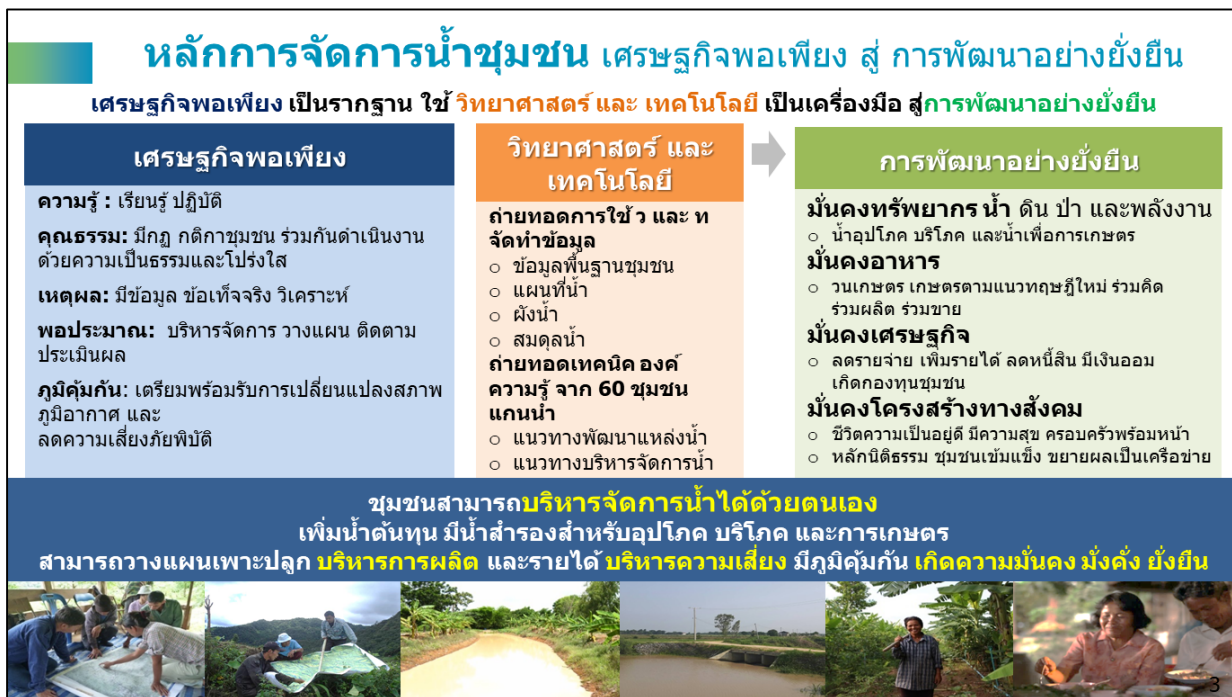 หลักการจัดการน้ำชุมชน เศรษฐกิจพอเพียง สู่ การพัฒนาอย่างยั่งยืน
เศรษฐกิจพอเพียง เป็นรากฐาน ใช้ วิทยาศาสตร์ และ เทคโนโลยี เป็นเครื่องมือ สู่การพัฒนาอย่างยั่งยืน
เศรษฐกิจพอเพียง
ความรู้ : เรียนรู้ ปฏิบัติ
คุณธรรม: มีกฏ กติกาชุมชน ร่วมกันดำเนินงาน
ด้วยความเป็นธรรมและโปร่งใส
เหตุผล: มีข้อมูล ข้อเท็จจริง วิเคราะห์
พอประมาณ: บริหารจัดการ วางแผน ติดตาม
ประเมินผล
ภูมิคุ้มกัน: เตรียมพร้อมรับการเปลี่ยนแปลงสภาพ
ภูมิอากาศ และ
ลดความเสี่ยงภัยพิบัติ
วิทยาศาสตร์ และ
เทคโนโลยี
ถ่ายทอดการใช้ ว และ ท
จัดทำข้อมูล
o ข้อมูลพื้นฐานชุมชน
o แผนที่น้ำ
o ผังน้ำ
o สมดุลน้ำ
ถ่ายทอดเทคนิค องค์
ความรู้ จาก 60 ชุมชน
แกนนำ
o แนวทางพัฒนาแหล่งน้ำ
o แนวทางบริหารจัดการน้ำ
การพัฒนาอย่างยั่งยืน
มั่นคงทรัพยากร น้ำ ดิน ป่า และพลังงาน
o น้ำอุปโภค บริโภค และน้ำเพื่อการเกษตร
มั่นคงอาหาร
o วนเกษตร เกษตรตามแนวทฤษฎีใหม่ ร่วมคิด
ร่วมผลิต ร่วมขาย
มั่นคงเศรษฐกิจ
o ลดรายจ่าย เพิ่มรายได้ ลดหนี้สิน มีเงินออม
เกิดกองทุนชุมชน
มั่นคงโครงสร้างทางสังคม
o ชีวิตความเป็นอยู่ดี มีความสุข ครอบครัวพร้อมหน้า
o หลักนิติธรรม ชุมชนเข้มแข็ง ขยายผลเป็นเครือข่าย
ชุมชนสามารถบริหารจัดการน้ำได้ด้วยตนเอง
เพิ่มน้ำต้นทุน มีน้ำสำรองสำหรับอุปโภค บริโภค และการเกษตร
สามารถวางแผนเพาะปลูก บริหารการผลิต และรายได้ บริหารความเสี่ยง มีภูมิคุ้มกัน เกิดความมั่นคง มั่งคั่ง ยั่งยืน
3